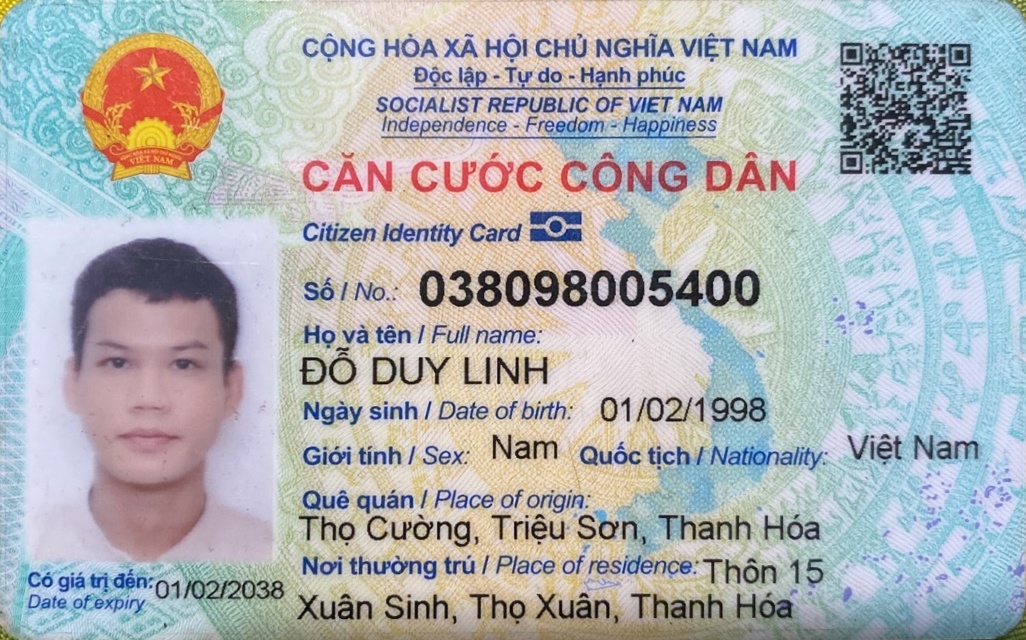 CỘNG HÒA XÃ HỘI CHỦ NGHĨA VIỆT NAM
Độc lập - Tự do - Hạnh phúc
SOCIALIST REPUBLIC OF VIET NAM
Independence - Freedom - Happiness
VIỆT NAM
CĂN CƯỚC CÔNG DÂN
Citizen Identity Card
Số / No.: 038098005400
Họ và tên / Full name:
ĐỖ DUY LINH
Ngày sinh / Date of birth: 01/02/1998
Giới tính / Sex: Nam Quốc tịch / Nationality: Việt Nam
Quê quán / Place of origin:
Thọ Cường, Triệu Sơn, Thanh Hóa
Nơi thường trú / Place of residence: Thôn 15
Xuân Sinh, Thọ Xuân, Thanh Hóa
Có giá trị đến: 01/02/2038
Date of expiry